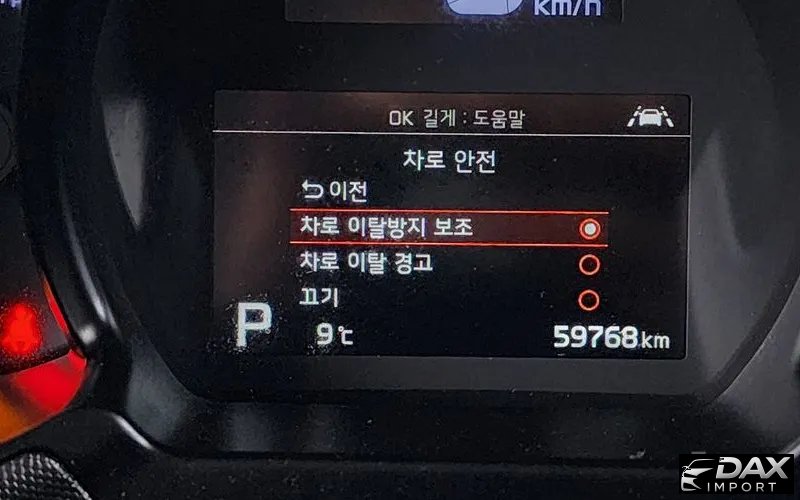 km/h
OK 길게 : 도움말
차로 안전
이전
차로 이탈방지 보조
차로 이탈 경고
끄기
P
9℃
59768km
DAX
IMPORT